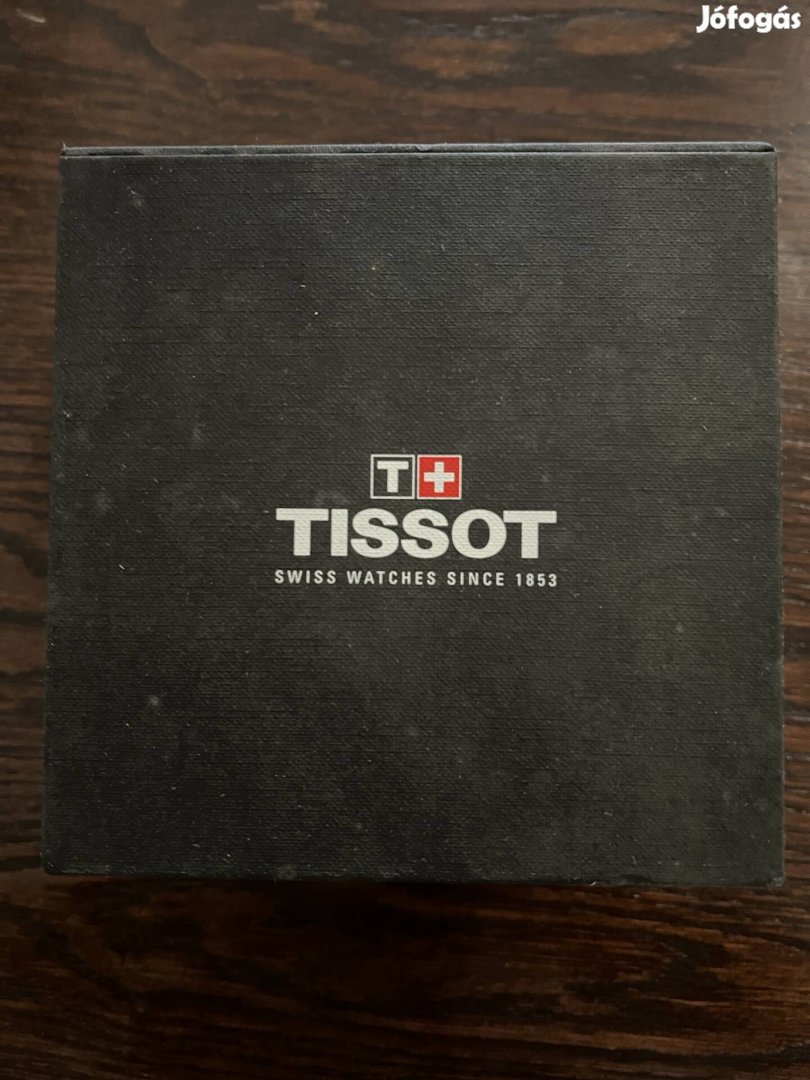 Jófogás
T+
TISSOT
SWISS WATCHES SINCE 1853